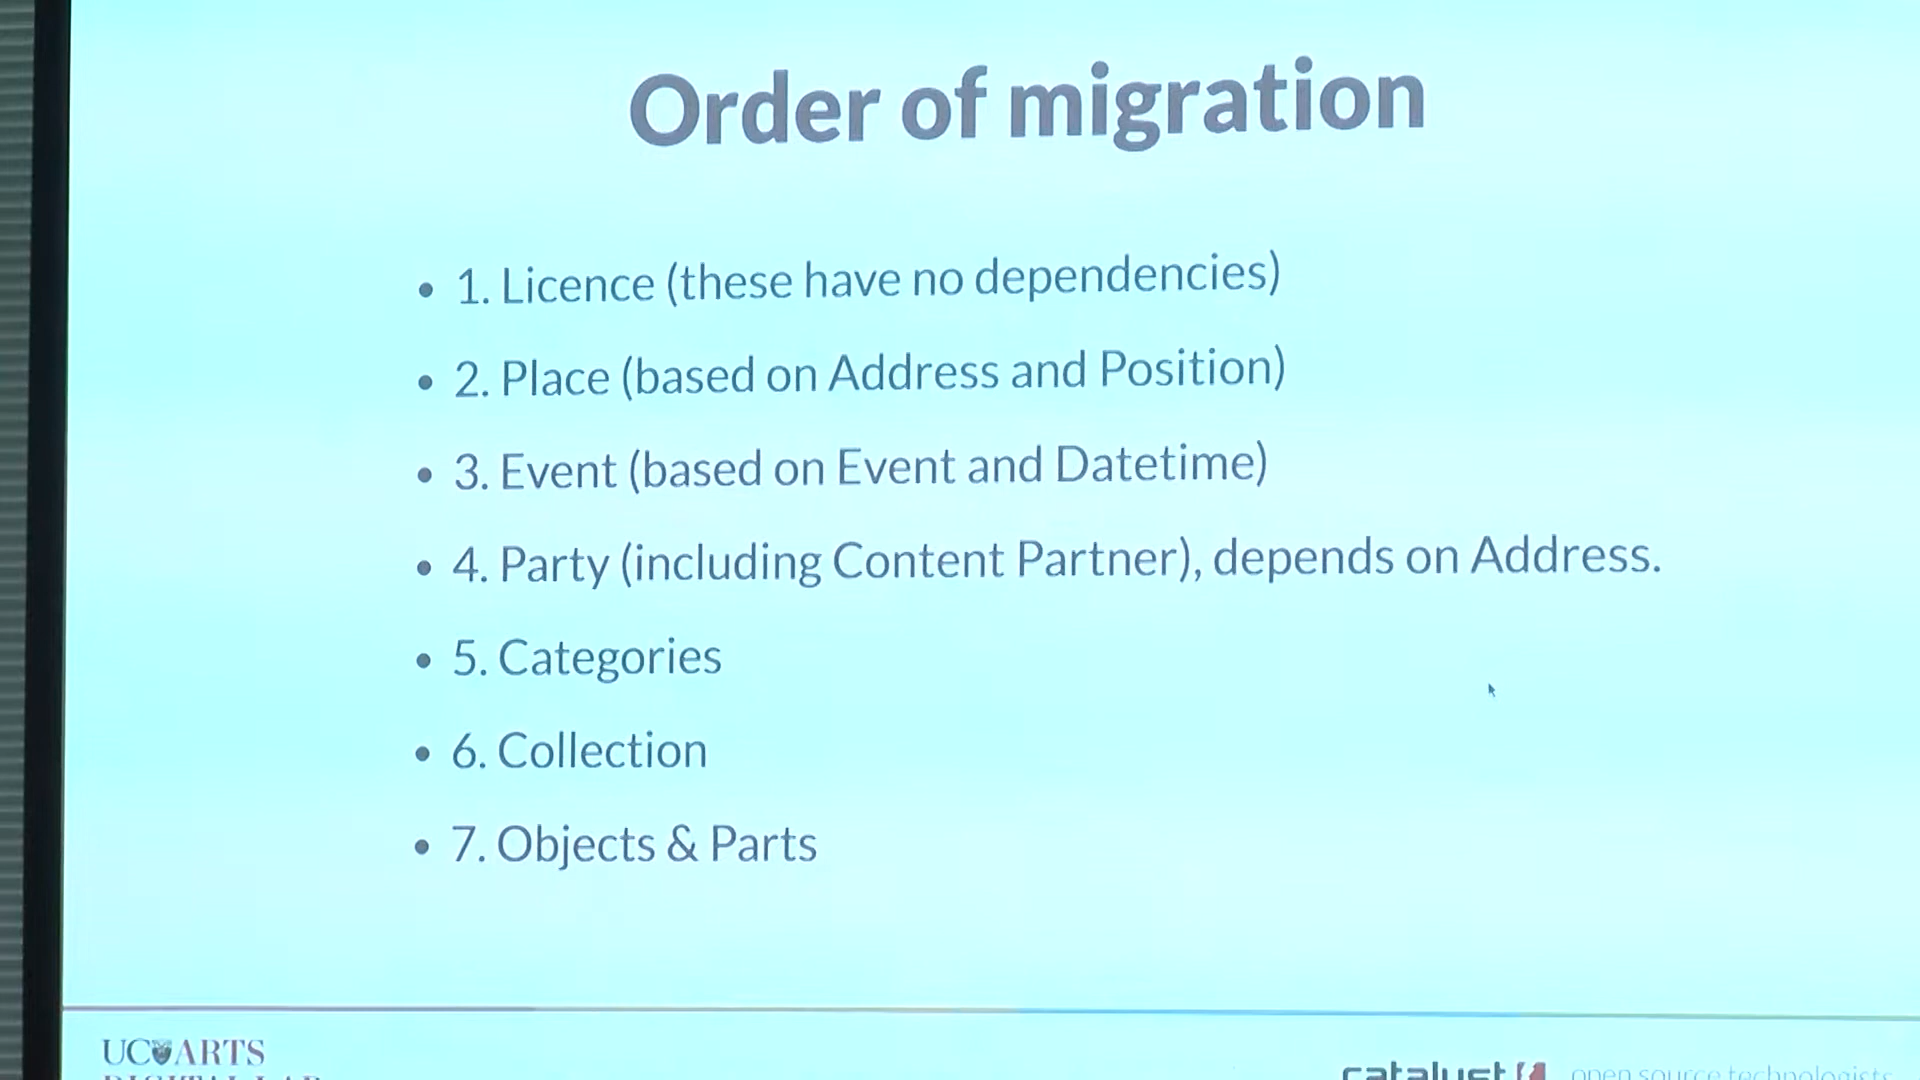 Order of migration
• 1. Licence (these have no dependencies)
• 2. Place (based on Address and Position)
• 3. Event (based on Event and Datetime)
• 4. Party (including Content Partner), depends on Address.
• 5. Categories
• 6. Collection
• 7. Objects & Parts
UC ARTS
DIGITAL LAB
catalyst open source technologists